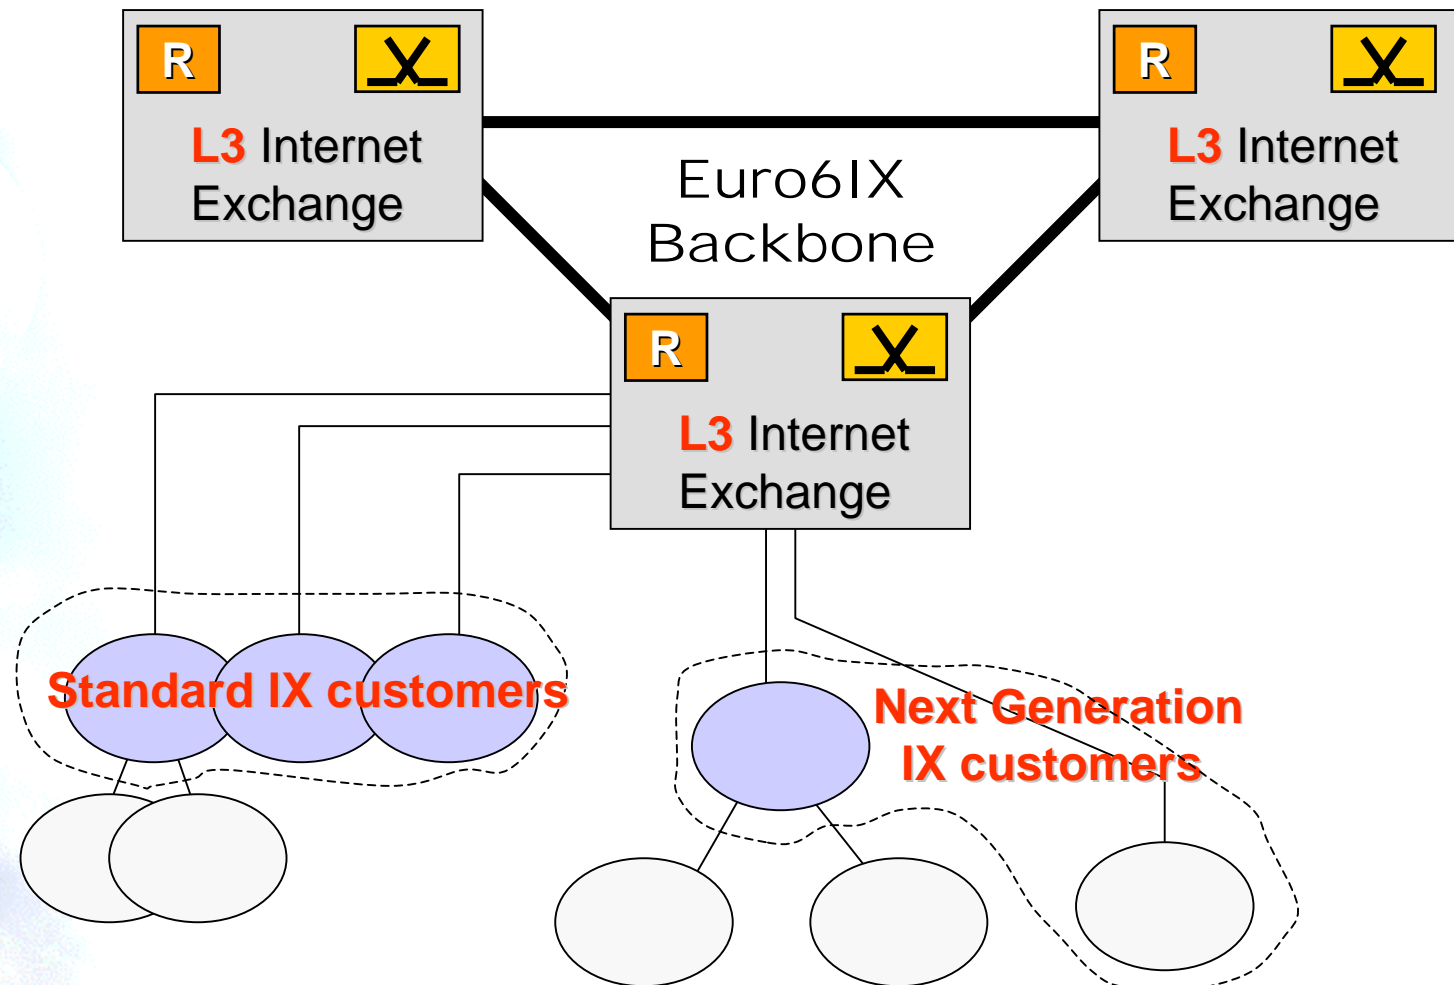 R
L3 Internet
Exchange
R
L3 Internet
Exchange
Euro6IX
Backbone
R
L3 Internet
Exchange
Standard IX customers
Next Generation
IX customers